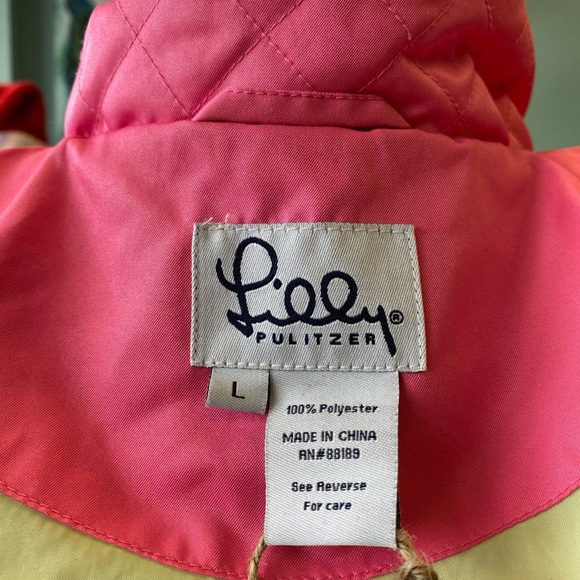 Lilly®
PULITZER
L
100% Polyester
MADE IN CHINA
RN#88189
See Reverse
For care